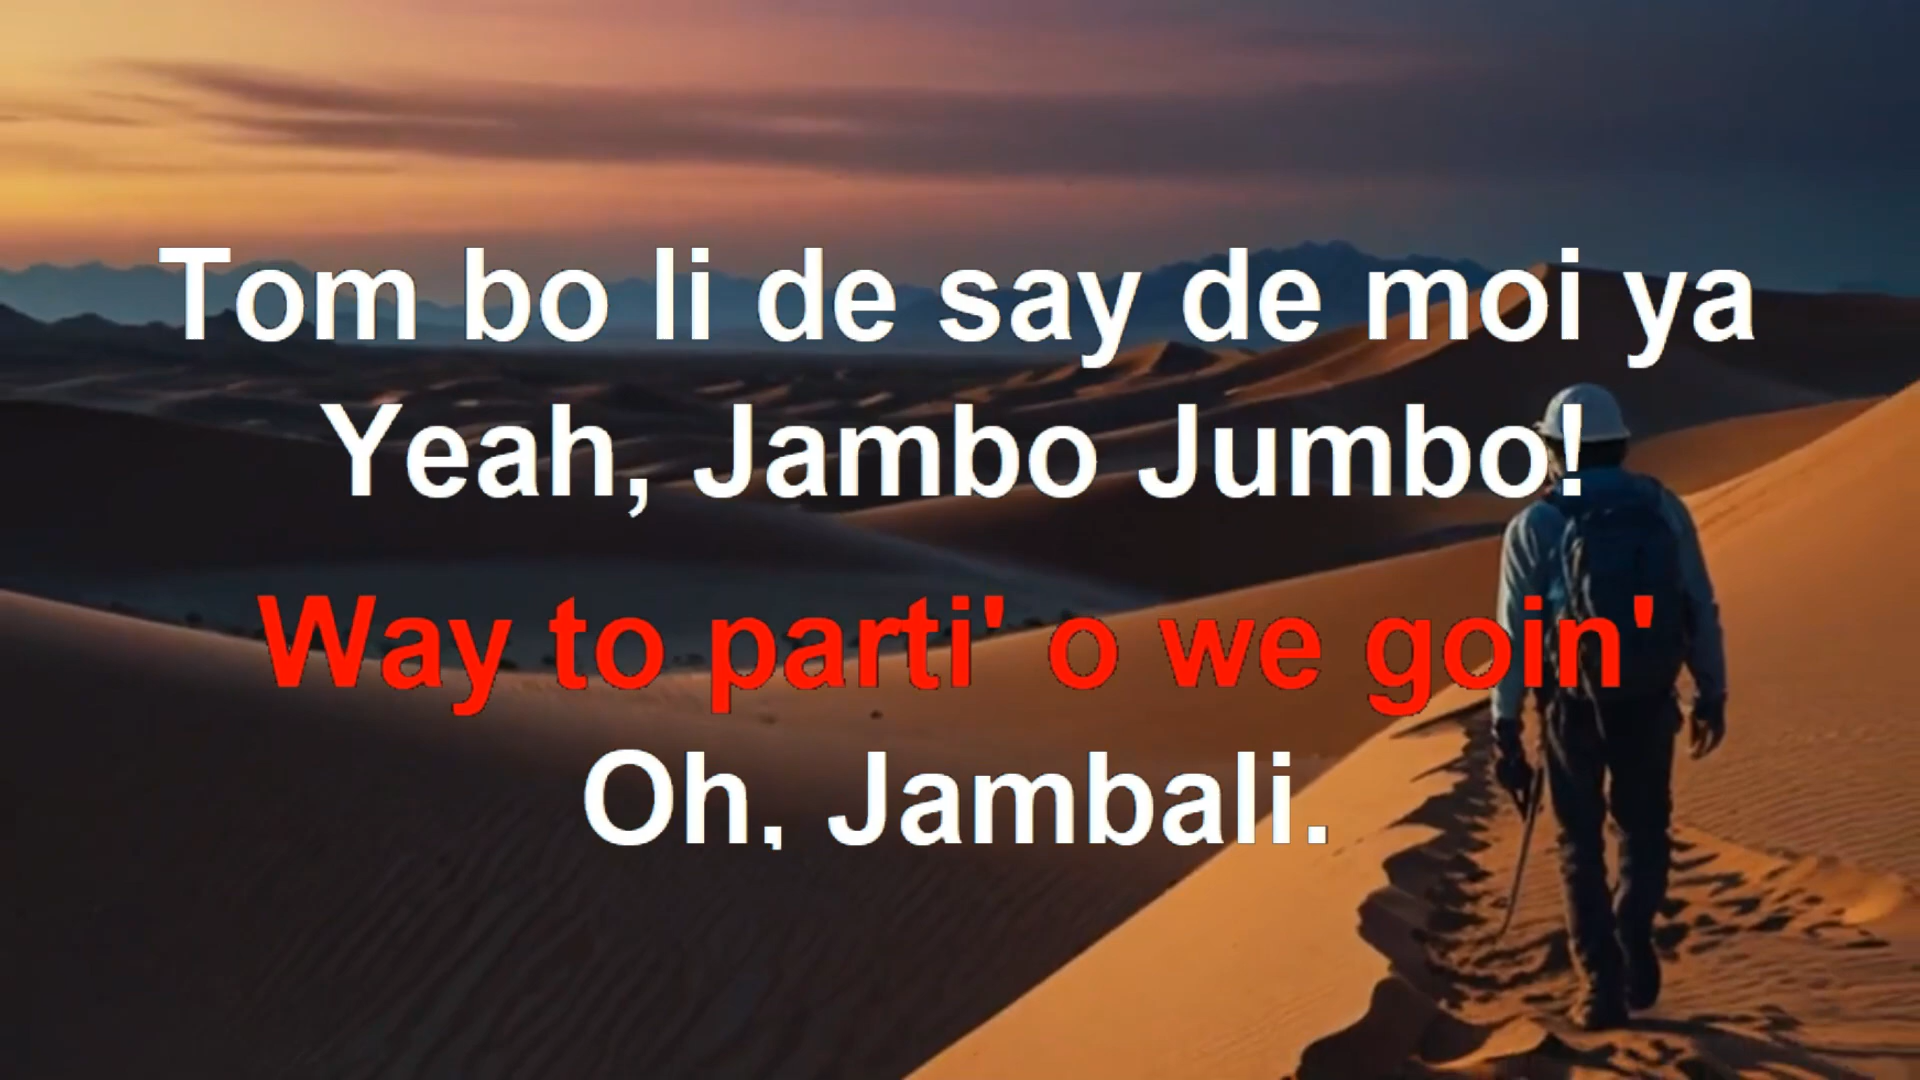 Tom bo li de say de moi ya
Yeah, Jambo Jumbo!
Way to parti' o we goin'
Oh, Jambali.